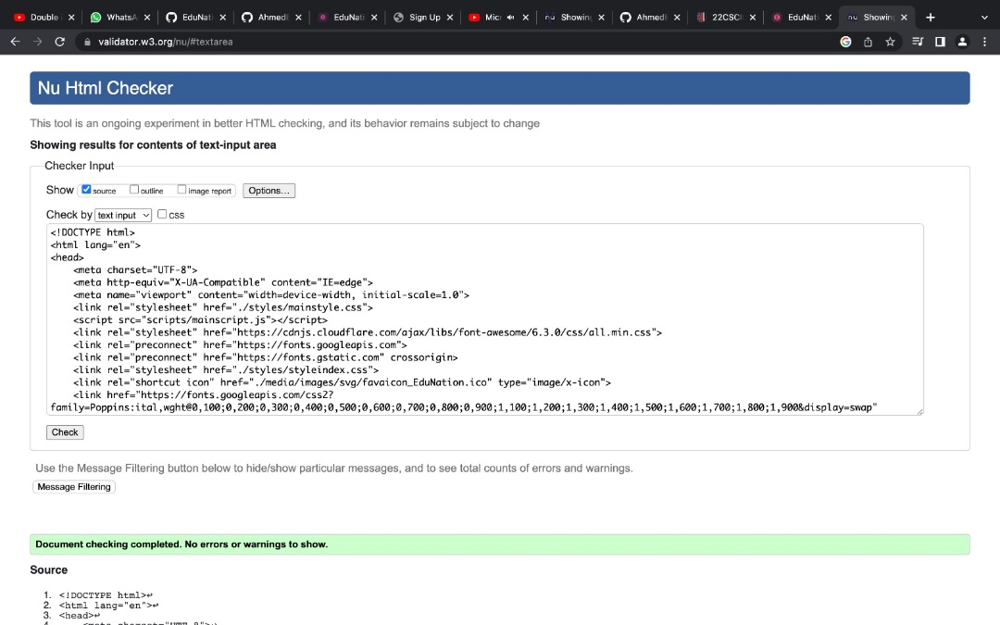 Double
WhatsA
EduNati
AhmedE
EduNati
Sign Up
Mic
Showing
AhmedE
22CSCI
EduNati
Showing
validator.w3.org/nu/#textarea
Nu Html Checker
This tool is an ongoing experiment in better HTML checking, and its behavior remains subject to change
Showing results for contents of text-input area
Checker Input
Show source outline image report Options...
Check by text input css
<!DOCTYPE html>
<html lang="en">
<head>
<meta charset="UTF-8">
<meta http-equiv="X-UA-Compatible" content="IE=edge">
<meta name="viewport" content="width=device-width, initial-scale=1.0">
<link rel="stylesheet" href="./styles/mainstyle.css">
<script src="scripts/mainscript.js"></script>
<link rel="stylesheet" href="https://cdnjs.cloudflare.com/ajax/libs/font-awesome/6.3.0/css/all.min.css">
<link rel="preconnect" href="https://fonts.googleapis.com">
<link rel="preconnect" href="https://fonts.gstatic.com" crossorigin>
<link rel="stylesheet" href="./styles/styleindex.css">
<link rel="shortcut icon" href="./media/images/svg/favaicon_EduNation.ico" type="image/x-icon">
<link href="https://fonts.googleapis.com/css2?
family=Poppins:ital,wght@0,100;0,200;0,300;0,400;0,500;0,600;0,700;0,800;0,900;1,100;1,200;1,300;1,400;1,500;1,600;1,700;1,800;1,900&display=swap"
Check
Use the Message Filtering button below to hide/show particular messages, and to see total counts of errors and warnings.
Message Filtering
Document checking completed. No errors or warnings to show.
Source
1. <!DOCTYPE html>↩
2. <html lang="en">↩
3. <head>↩